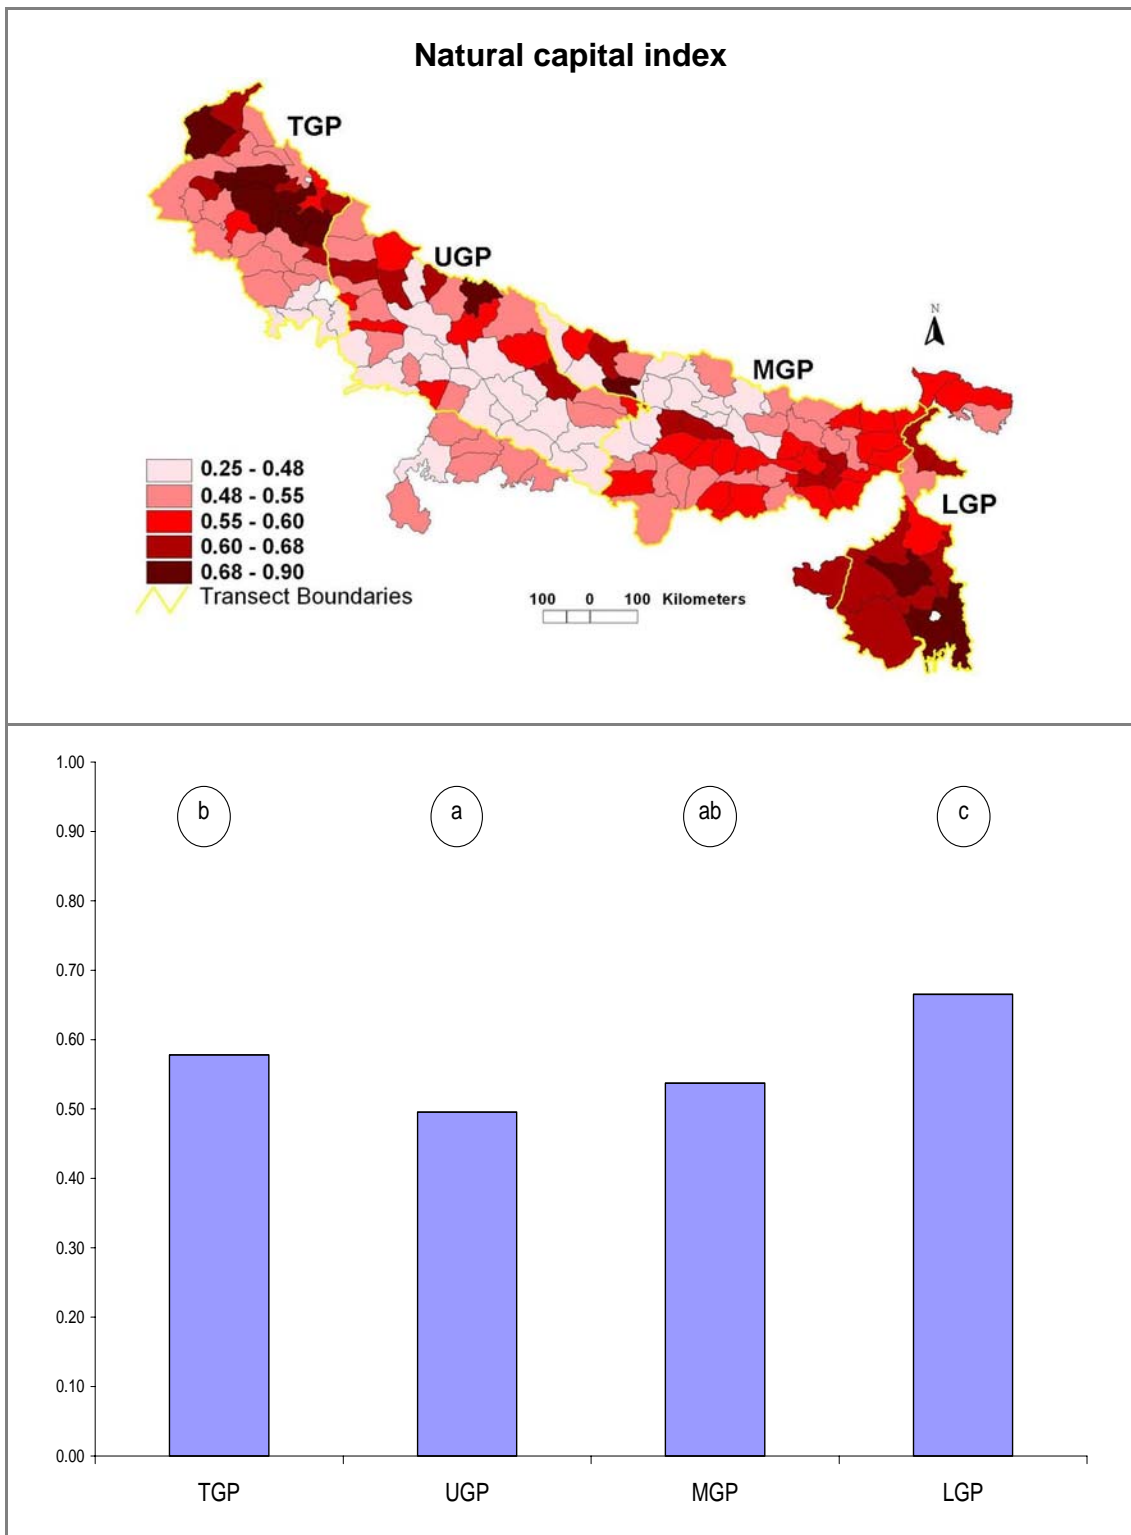 Natural capital index
TGP
UGP
N
MGP
LGP
0.25 - 0.48
0.48 - 0.55
0.55 - 0.60
0.60 - 0.68
0.68 - 0.90
Transect Boundaries
100 0 100 Kilometers
1.00
b a ab c
0.90
0.80
0.70
0.60
0.50
0.40
0.30
0.20
0.10
0.00
TGP UGP MGP LGP